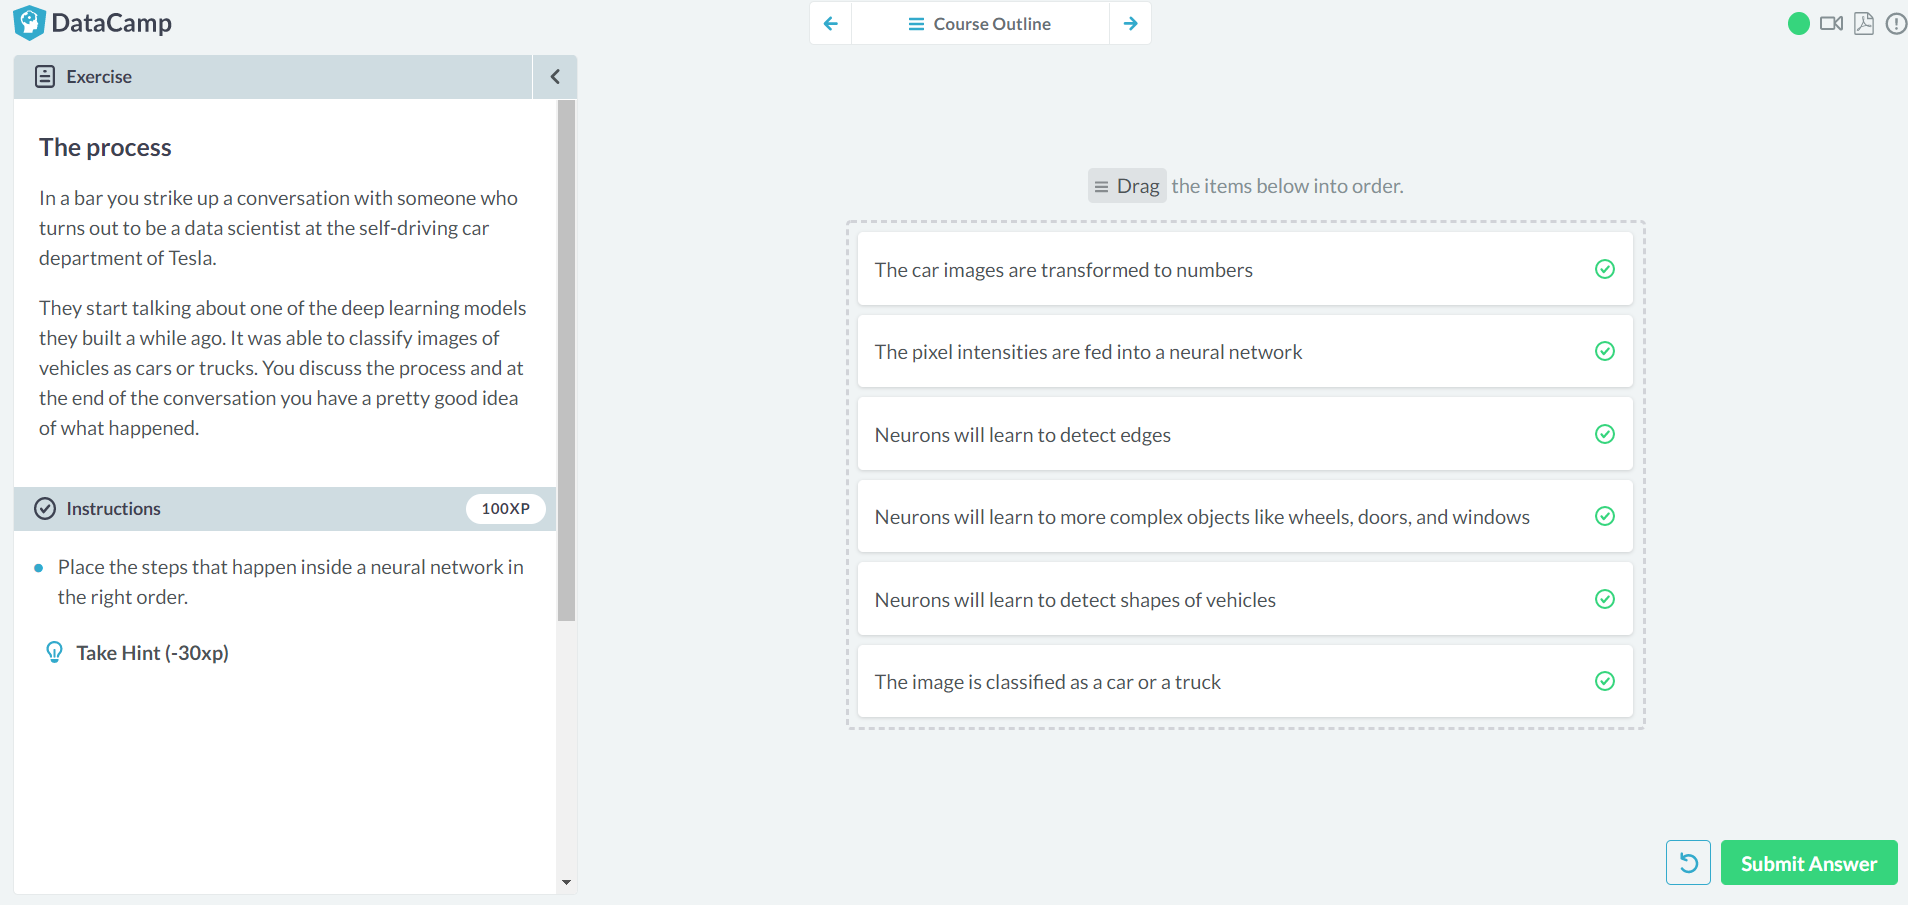 DataCamp
Course Outline
Exercise
The process
In a bar you strike up a conversation with someone who
turns out to be a data scientist at the self-driving car
department of Tesla.
They start talking about one of the deep learning models
they built a while ago. It was able to classify images of
vehicles as cars or trucks. You discuss the process and at
the end of the conversation you have a pretty good idea
of what happened.
Instructions
100XP
Place the steps that happen inside a neural network in
the right order.
Take Hint (-30xp)
Drag the items below into order.
The car images are transformed to numbers
The pixel intensities are fed into a neural network
Neurons will learn to detect edges
Neurons will learn to more complex objects like wheels, doors, and windows
Neurons will learn to detect shapes of vehicles
The image is classified as a car or a truck
Submit Answer